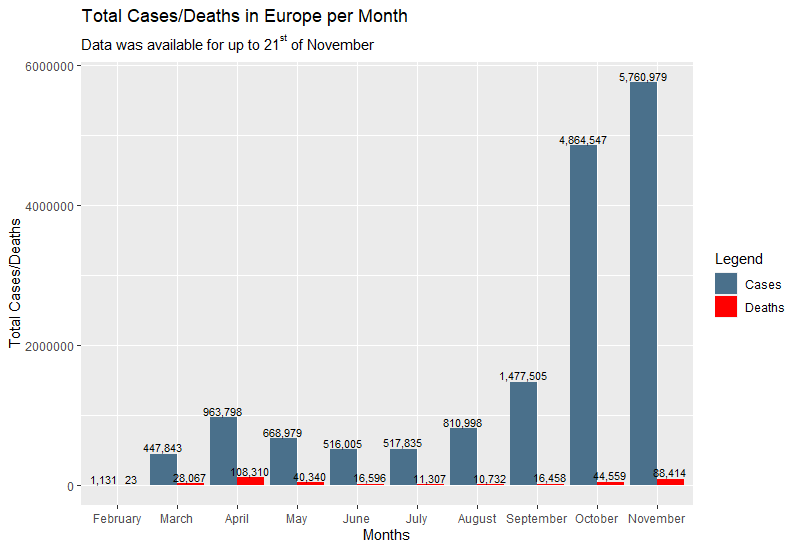 Total Cases/Deaths in Europe per Month
Data was available for up to 21st of November
Total Cases/Deaths
6000000
4000000
2000000
0
1,131 23
447,843 28,067
963,798 108,310
668,979 40,340
516,005 16,596
517,835 11,307
810,998 10,732
1,477,505 16,458
4,864,547 44,559
5,760,979 88,414
February March April May June July August September October November
Months
Legend
Cases
Deaths